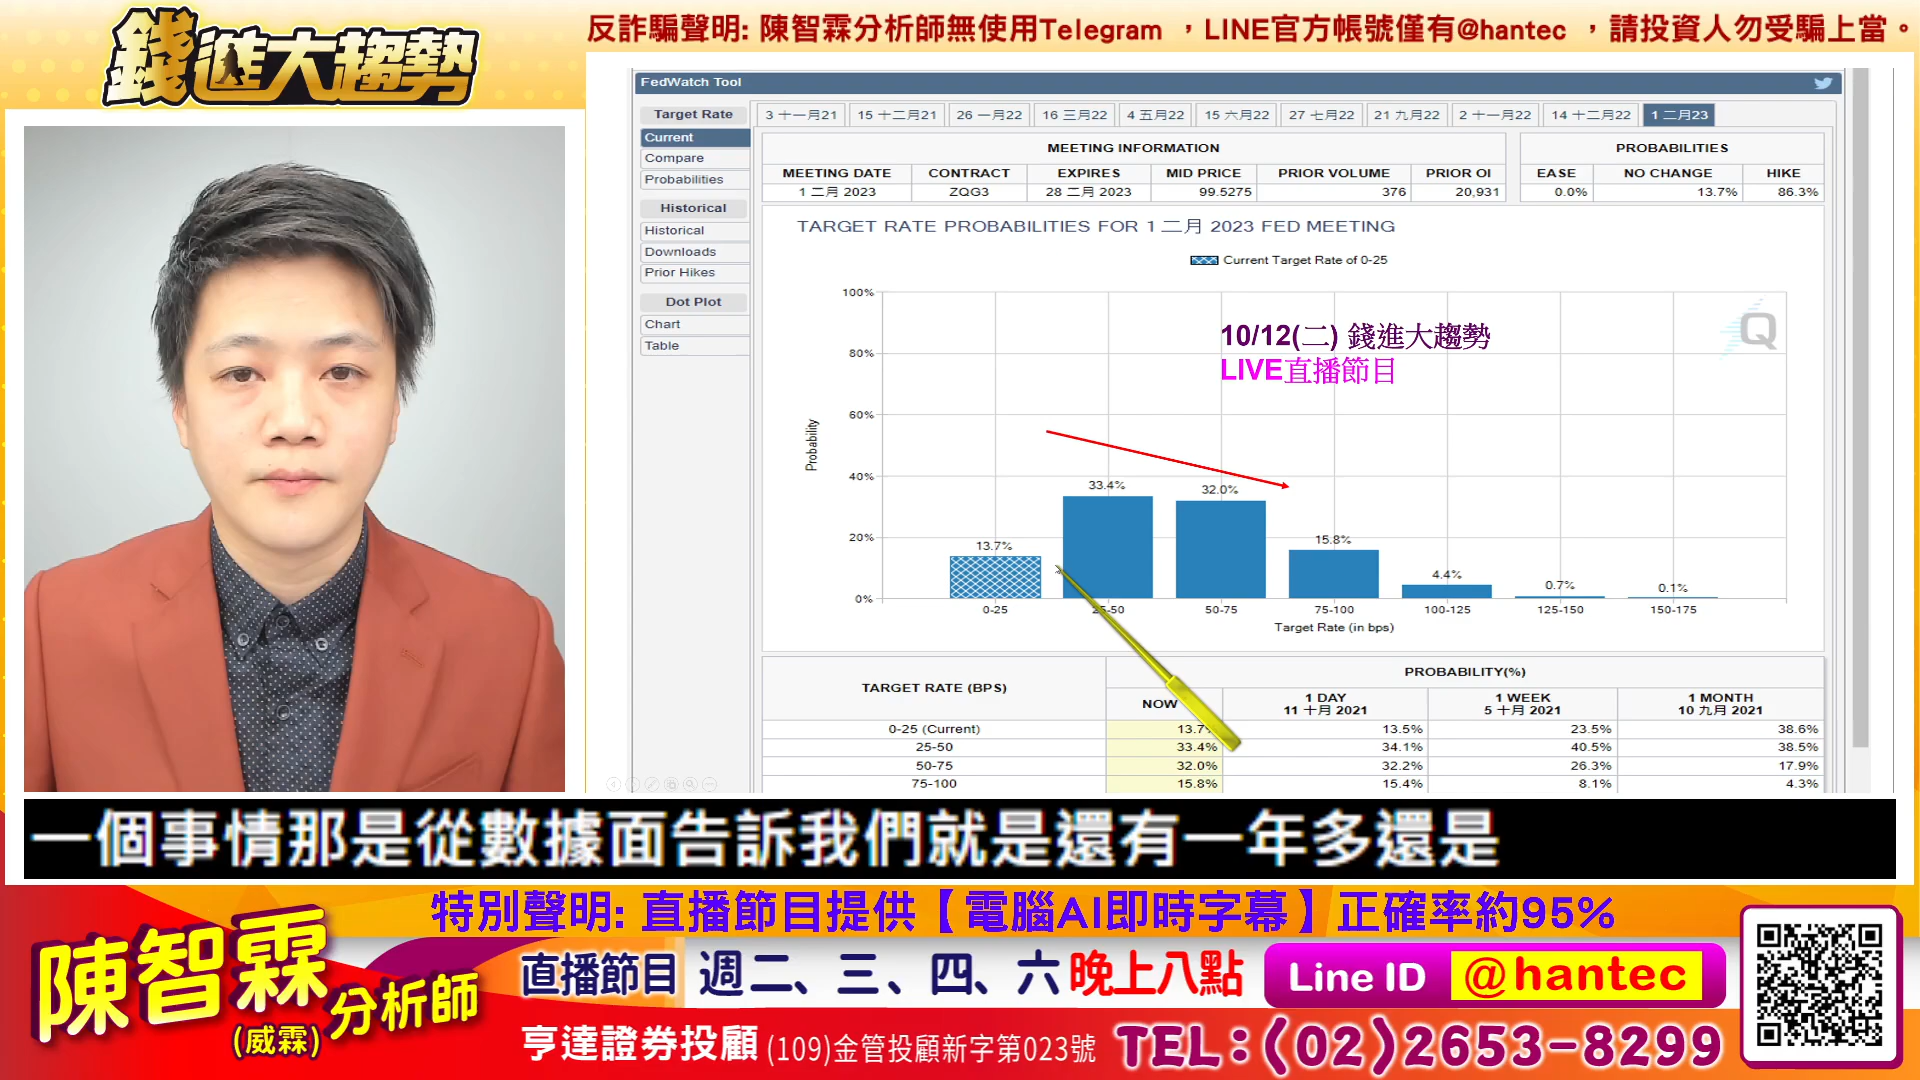 錢進大趨勢
反詐騙聲明: 陳智霖分析師無使用Telegram ，LINE官方帳號僅有@hantec ，請投資人勿受騙上當。
FedWatch Tool
Target Rate
Current
Compare
Probabilities
Historical
Historical
Downloads
Prior Hikes
Dot Plot
Chart
Table
3 十一月21 15 十二月21 26 一月22 16 三月22 4 五月22 15 六月22 27 七月22 21 九月22 2 十一月22 14 十二月22 1 二月23
MEETING INFORMATION
MEETING DATE CONTRACT EXPIRES MID PRICE PRIOR VOLUME PRIOR OI
1 二月 2023 ZQG3 28 二月 2023 99.5275 376 20,931
PROBABILITIES
EASE NO CHANGE HIKE
0.0% 13.7% 86.3%
TARGET RATE PROBABILITIES FOR 1 二月 2023 FED MEETING
Current Target Rate of 0-25
10/12(二) 錢進大趨勢
LIVE直播節目
Q
Probability
100%
80%
60%
40%
20%
0%
13.7% 33.4% 32.0% 15.8% 4.4% 0.7% 0.1%
0-25 25-50 50-75 75-100 100-125 125-150 150-175
Target Rate (in bps)
TARGET RATE (BPS) PROBABILITY(%)
NOW 1 DAY 1 WEEK 1 MONTH
11 十月 2021 5 十月 2021 10 九月 2021
0-25 (Current) 13.7% 13.5% 23.5% 38.6%
25-50 33.4% 34.1% 40.5% 38.5%
50-75 32.0% 32.2% 26.3% 17.9%
75-100 15.8% 15.4% 8.1% 4.3%
一個事情那是從數據面告訴我們就是還有一年多還是
特別聲明: 直播節目提供【電腦AI即時字幕】正確率約95%
陳智霖分析師
(威霖)
直播節目 週二、三、四、六 晚上八點
Line ID @hantec
亨達證券投顧 (109)金管投顧新字第023號 TEL:(02)2653-8299